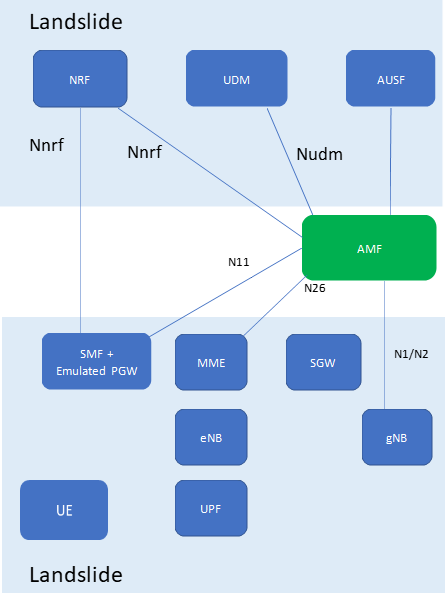 Landslide
NRF
UDM
AUSF
Nnrf
Nnrf
Nudm
AMF
N11
N26
SMF +
Emulated PGW
MME
SGW
N1/N2
eNB
gNB
UE
UPF
Landslide